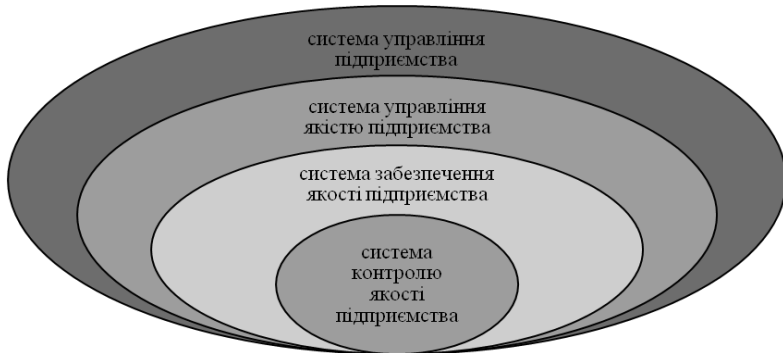 система управління
підприємства
система управління
якістю підприємства
система забезпечення
якості підприємства
система
контролю
якості
підприємства